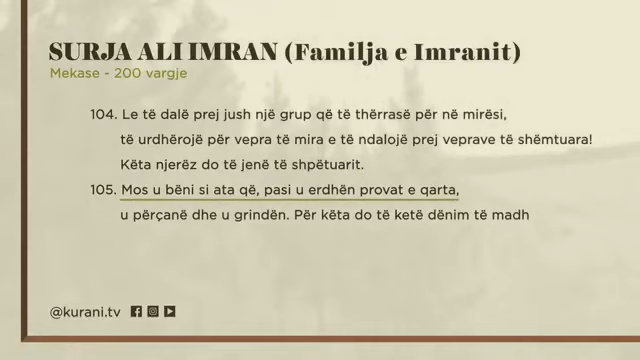 SURJA ALI IMRAN (Familja e Imranit)
Mekase - 200 vargje
104. Le të dalë prej jush një grup që të thërrasë për në mirësi,
të urdhërojë për vepra të mira e të ndalojë prej veprave të shëmtuara!
Këta njerëz do të jenë të shpëtuarit.
105. Mos u bëni si ata që, pasi u erdhën provat e qarta,
u përçanë dhe u grindën. Për këta do të ketë dënim të madh
@kurani.tv